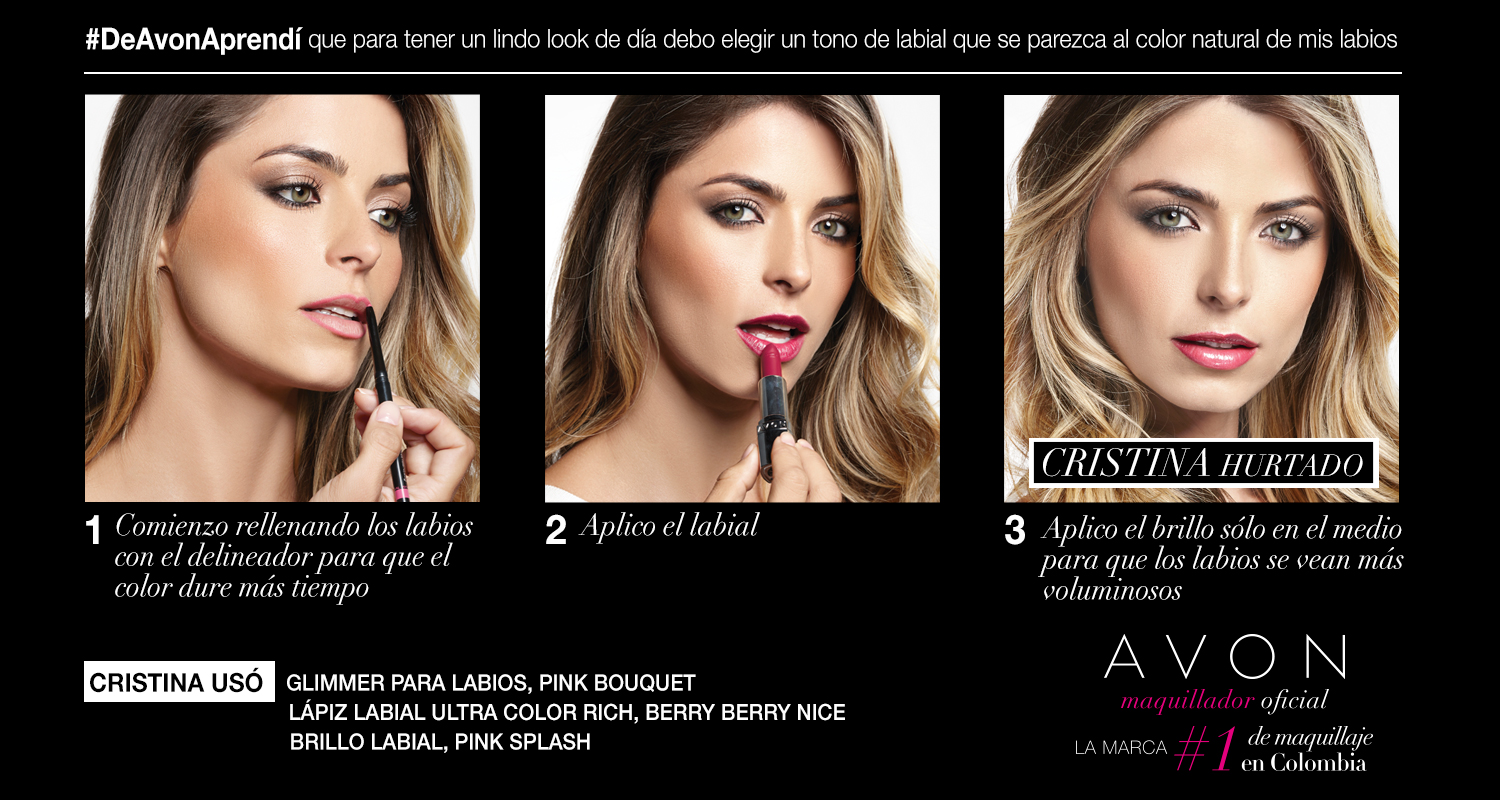 #DeAvonAprendí que para tener un lindo look de día debo elegir un tono de labial que se parezca al color natural de mis labios
1 Comienzo rellenando los labios
con el delineador para que el
color dure más tiempo
2 Aplico el labial
CRISTINA HURTADO
3 Aplico el brillo sólo en el medio
para que los labios se vean más
voluminosos
CRISTINA USÓ GLIMMER PARA LABIOS, PINK BOUQUET
LÁPIZ LABIAL ULTRA COLOR RICH, BERRY BERRY NICE
BRILLO LABIAL, PINK SPLASH
AVON
maquillador oficial
LA MARCA #1 de maquillaje
en Colombia